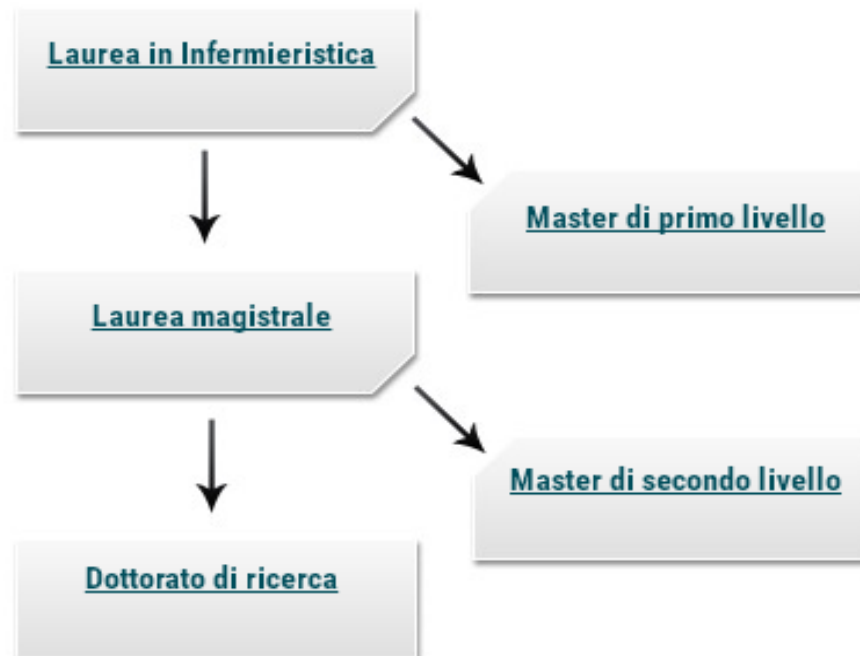 Laurea in Infermieristica
Master di primo livello
Laurea magistrale
Master di secondo livello
Dottorato di ricerca